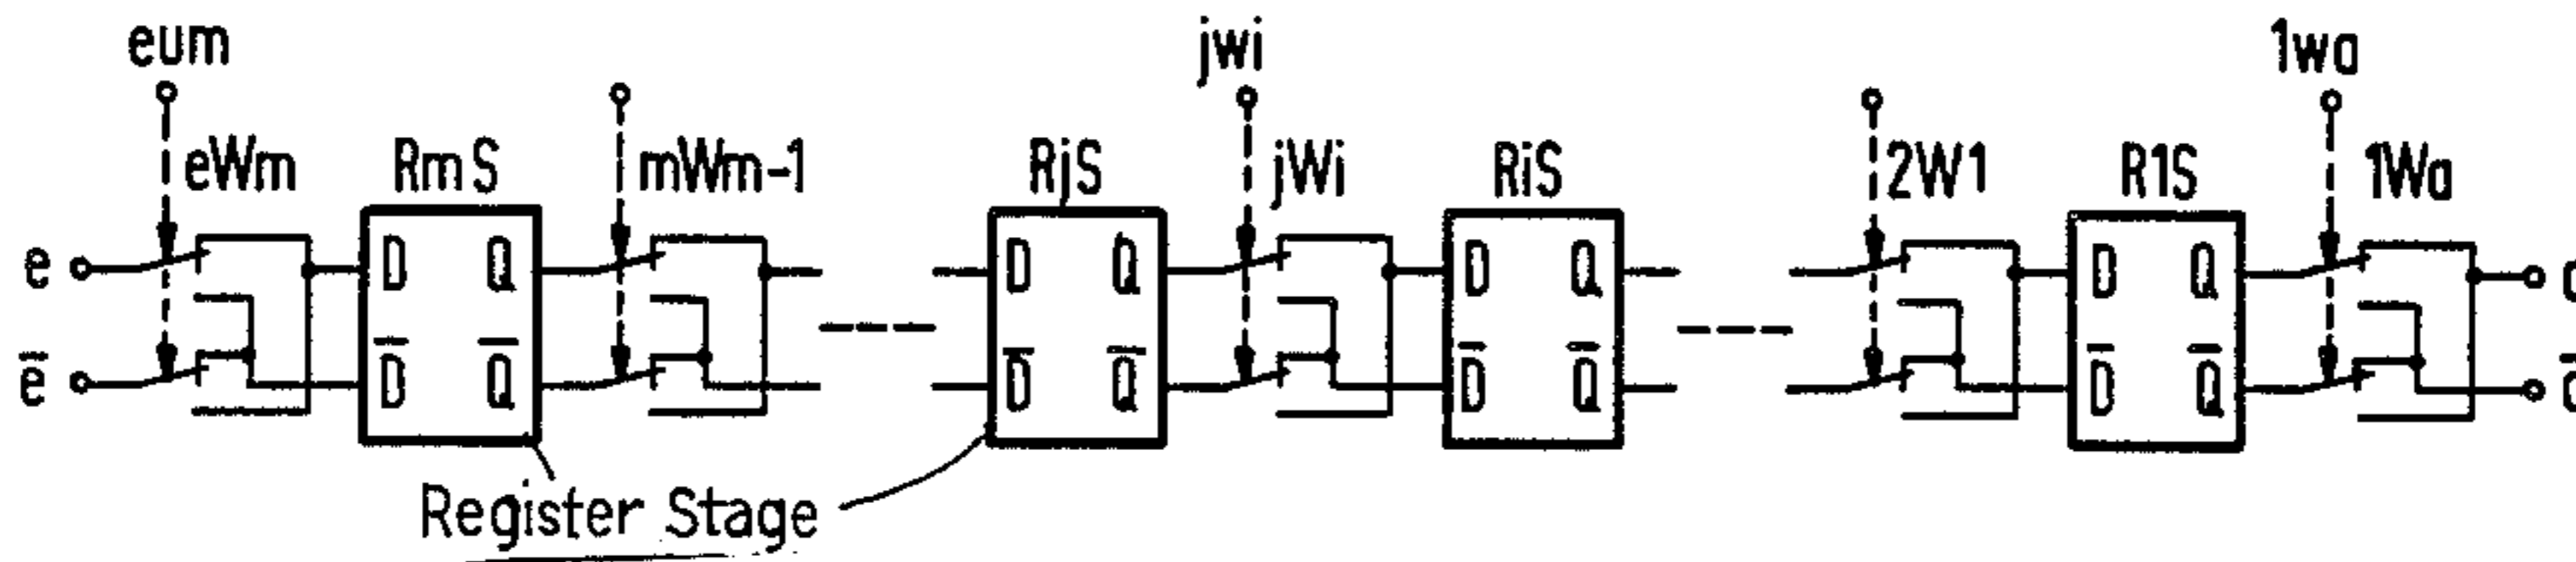 eum jwi 1wa
eWm RmS mWm-1 RjS jWi RiS 2W1 R1S 1Wa
e D Q D Q D Q D Q
e̅ D̅ Q̅ D̅ Q̅ D̅ Q̅ D̅ Q̅
Register Stage